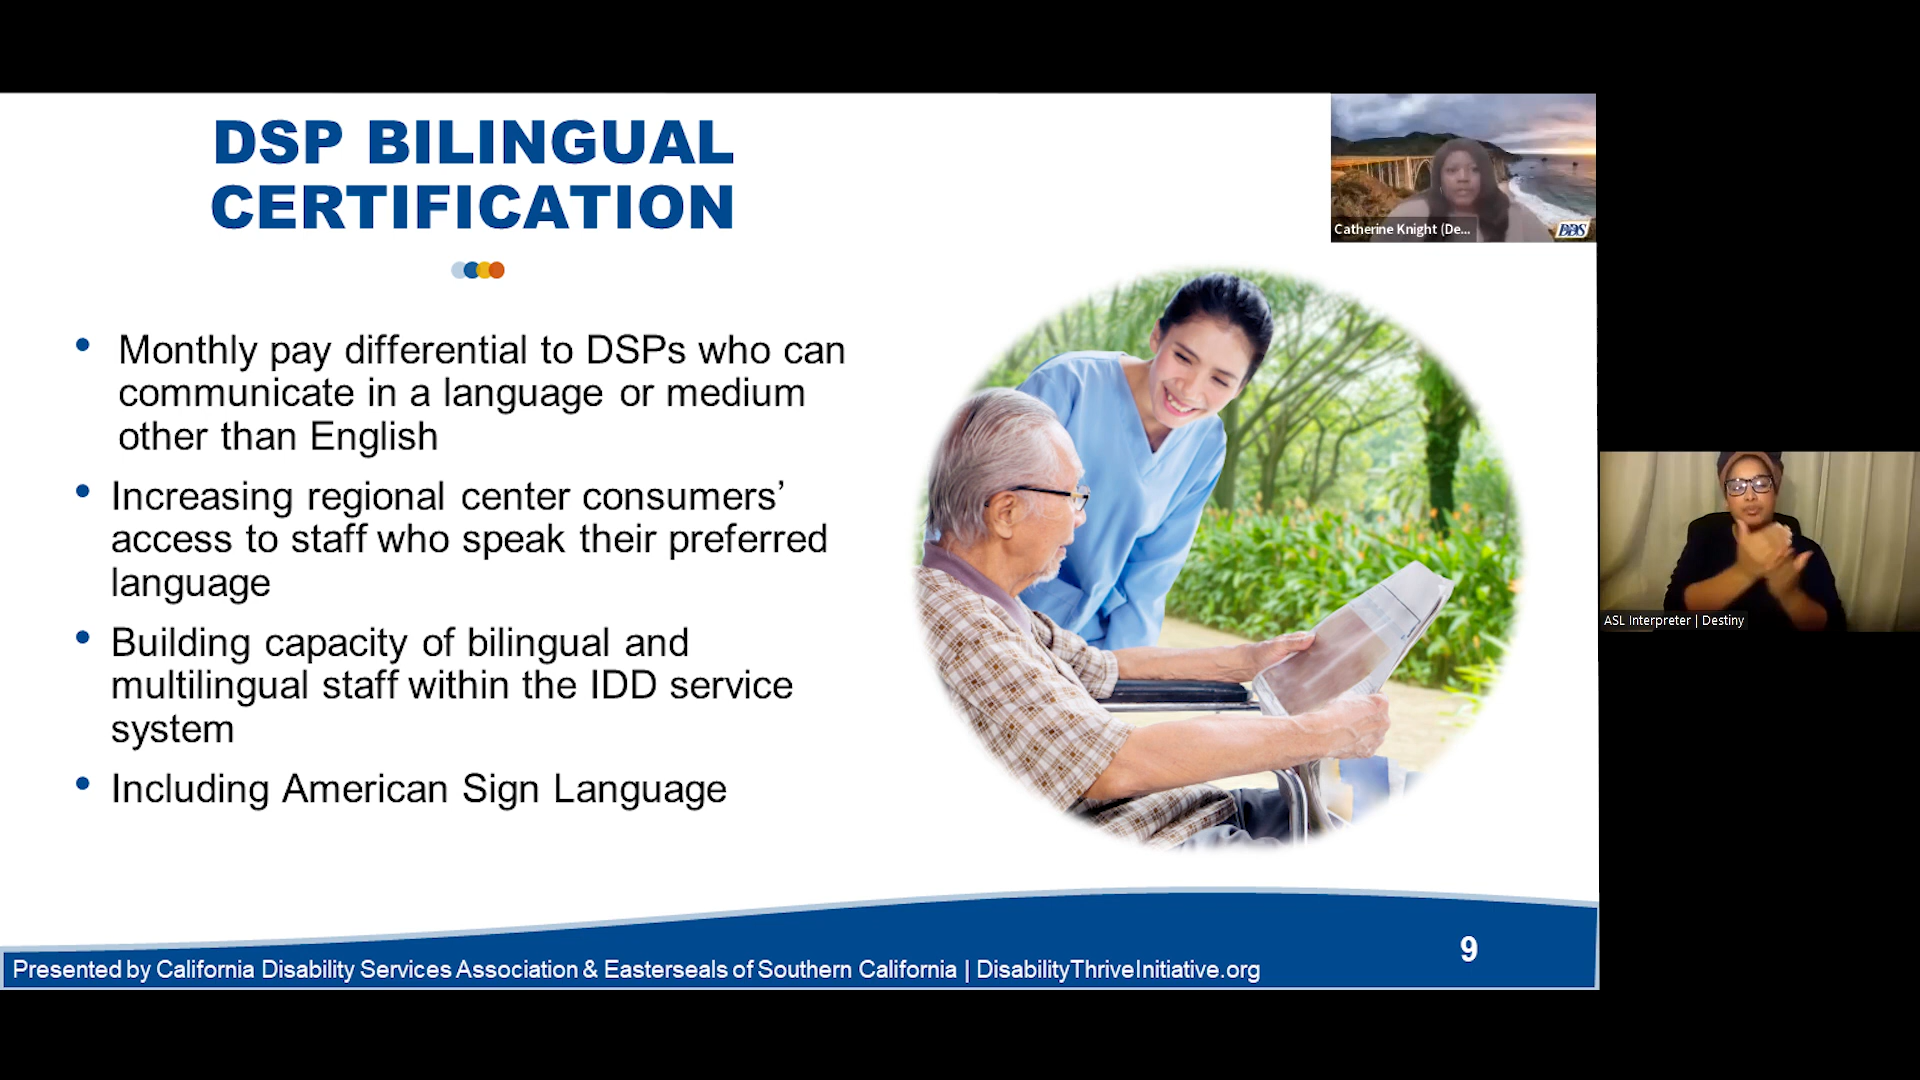 DSP BILINGUAL
CERTIFICATION
• Monthly pay differential to DSPs who can
communicate in a language or medium
other than English
• Increasing regional center consumers’
access to staff who speak their preferred
language
• Building capacity of bilingual and
multilingual staff within the IDD service
system
• Including American Sign Language
Catherine Knight (De...
DDS
ASL Interpreter | Destiny
9
Presented by California Disability Services Association & Easterseals of Southern California | DisabilityThriveInitiative.org